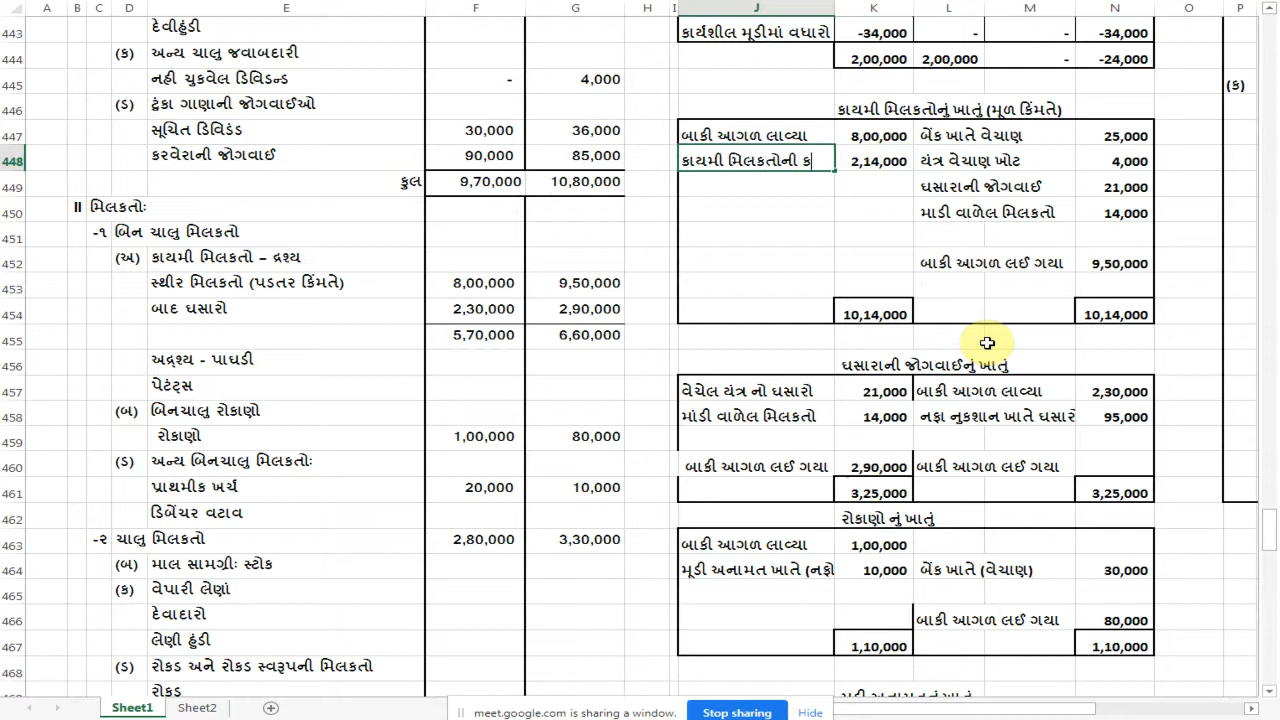 A B C D E F G H I J K L M N O P
443 દેવીહુંડી કાર્યશીલ મૂડીમાં વધારો -34,000 - - -34,000
444 (ક) અન્ય ચાલુ જવાબદારી 2,00,000 2,00,000 - -24,000
445 નહી ચુકવેલ ડિવિડન્ડ - 4,000 (ક)
446 (ડ) ટુંકા ગાણાની જોગવાઈઓ કાયમી મિલકતોનું ખાતું (મૂળ કિંમતે)
447 સૂચિત ડિવિડંડ 30,000 36,000 બાકી આગળ લાવ્યા 8,00,000 બેંક ખાતે વેચાણ 25,000
448 કરવેરાની જોગવાઈ 90,000 85,000 કાયમી મિલકતોની ક 2,14,000 યંત્ર વેચાણ ખોટ 4,000
449 કુલ 9,70,000 10,80,000 ઘસારાની જોગવાઈ 21,000
450 II મિલકતોઃ માડી વાળેલ મિલકતો 14,000
451 -૧ બિન ચાલુ મિલકતો
452 (અ) કાયમી મિલકતો – દ્રશ્ય બાકી આગળ લઈ ગયા 9,50,000
453 સ્થીર મિલકતો (પડતર કિંમતે) 8,00,000 9,50,000
454 બાદ ઘસારો 2,30,000 2,90,000 10,14,000 10,14,000
455 5,70,000 6,60,000
456 અદ્રશ્ય - પાઘડી ઘસારાની જોગવાઈનું ખાતું
457 પેટંટ્સ વેચેલ યંત્ર નો ઘસારો 21,000 બાકી આગળ લાવ્યા 2,30,000
458 (બ) બિનચાલુ રોકાણો માંડી વાળેલ મિલકતો 14,000 નફા નુકશાન ખાતે ઘસારો 95,000
459 રોકાણો 1,00,000 80,000
460 (ડ) અન્ય બિનચાલુ મિલકતોઃ બાકી આગળ લઈ ગયા 2,90,000 બાકી આગળ લઈ ગયા
461 પ્રાથમીક ખર્ચ 20,000 10,000 3,25,000 3,25,000
462 ડિબેંચર વટાવ રોકાણો નું ખાતું
463 -૨ ચાલુ મિલકતો 2,80,000 3,30,000 બાકી આગળ લાવ્યા 1,00,000
464 (બ) માલ સામગ્રીઃ સ્ટોક મૂડી અનામત ખાતે (નફો 10,000 બેંક ખાતે (વેચાણ) 30,000
465 (ક) વેપારી લેણાં
466 દેવાદારો બાકી આગળ લઈ ગયા 80,000
467 લેણી હુંડી 1,10,000 1,10,000
468 (ડ) રોકડ અને રોકડ સ્વરૂપની મિલકતો
રોકડ
Sheet1 Sheet2 meet.google.com is sharing a window. Stop sharing Hide